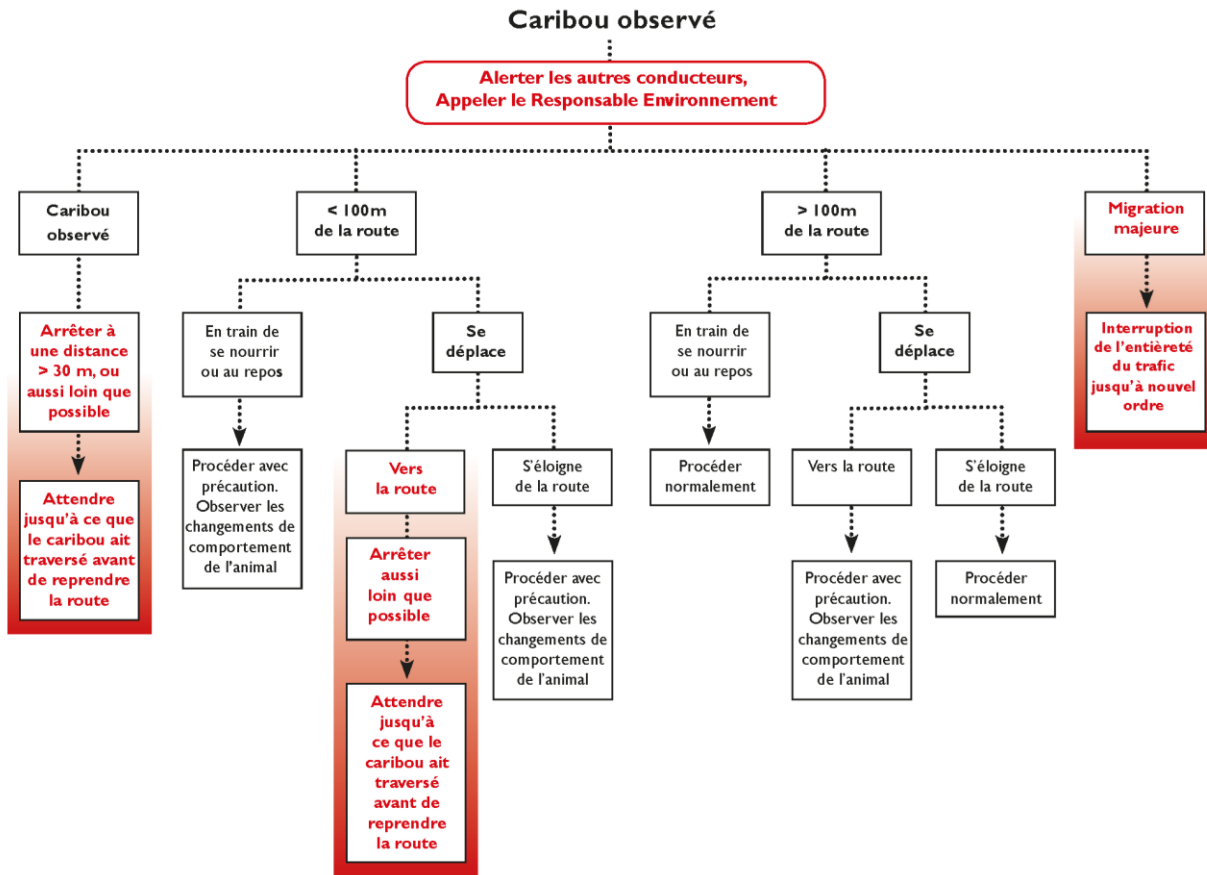 Caribou observé
Alerter les autres conducteurs,
Appeler le Responsable Environnement
Caribou
observé
Arrêter à
une distance
> 30 m, ou
aussi loin que
possible
Attendre
jusqu'à ce que
le caribou ait
traversé avant
de reprendre
la route
< 100m
de la route
En train de
se nourrir
ou au repos
Procéder avec
précaution.
Observer les
changements de
comportement
de l'animal
Se
déplace
Vers
la route
Arrêter
aussi
loin que
possible
Attendre
jusqu'à
ce que le
caribou ait
traversé
avant de
reprendre
la route
S'éloigne
de la route
Procéder avec
précaution.
Observer les
changements de
comportement
de l'animal
> 100m
de la route
En train de
se nourrir
ou au repos
Procéder
normalement
Se
déplace
Vers la route
Procéder avec
précaution.
Observer les
changements de
comportement
de l'animal
S'éloigne
de la route
Procéder
normalement
Migration
majeure
Interruption
de l'entièreté
du trafic
jusqu'à nouvel
ordre